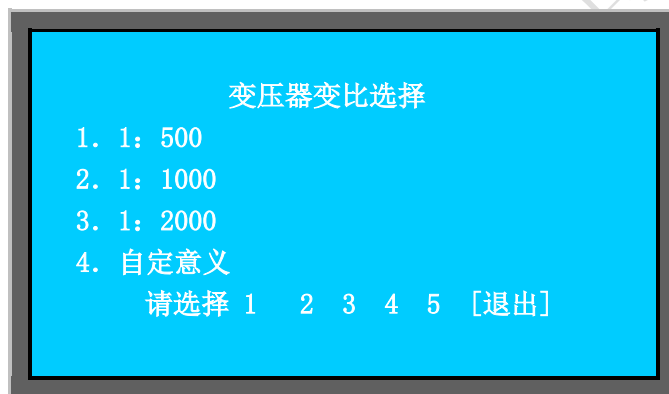 变压器变比选择
1. 1: 500
2. 1: 1000
3. 1: 2000
4. 自定意义
请选择 1 2 3 4 5 [退出]